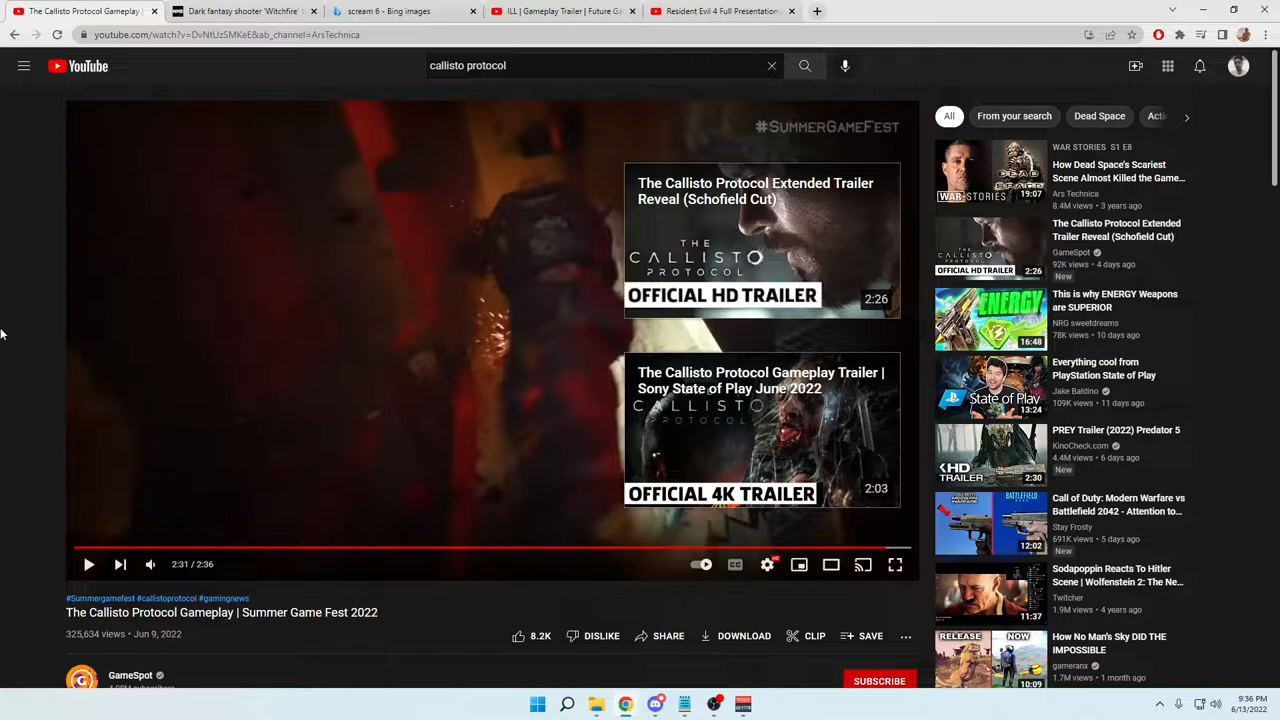 The Callisto Protocol Gameplay |
Dark fantasy shooter 'Witchfire'
scream 6 - Bing images
ILL | Gameplay Trailer | Future Ga
Resident Evil 4 Full Presentation
youtube.com/watch?v=DvNtUzSMKeE&ab_channel=ArsTechnica
YouTube
callisto protocol
#SUMMERGAMEFEST
The Callisto Protocol Extended Trailer
Reveal (Schofield Cut)
THE
CALLISTO
PROTOCOL
OFFICIAL HD TRAILER
2:26
The Callisto Protocol Gameplay Trailer |
Sony State of Play June 2022
CALLISTO
PROTOCOL
OFFICIAL 4K TRAILER
2:03
2:31 / 2:36
CC
HD
#Summergamefest #callistoprotocol #gamingnews
The Callisto Protocol Gameplay | Summer Game Fest 2022
325,634 views • Jun 9, 2022
8.2K
DISLIKE
SHARE
DOWNLOAD
CLIP
SAVE
G
GameSpot
SUBSCRIBE
All
From your search
Dead Space
Acti
WAR STORIES
DEAD SPACE
19:07
WAR STORIES S1 E8
How Dead Space's Scariest
Scene Almost Killed the Game...
Ars Technica
8.4M views • 3 years ago
THE
CALLISTO
PROTOCOL
OFFICIAL HD TRAILER
2:26
The Callisto Protocol Extended
Trailer Reveal (Schofield Cut)
GameSpot
92K views • 4 days ago
New
ENERGY
16:48
This is why ENERGY Weapons
are SUPERIOR
NRG sweetdreams
78K views • 10 days ago
State of Play
13:24
Everything cool from
PlayStation State of Play
Jake Baldino
109K views • 11 days ago
KHD
TRAILER
2:30
PREY Trailer (2022) Predator 5
KinoCheck.com
4.4M views • 6 days ago
New
BATTLEFIELD
2042
12:02
Call of Duty: Modern Warfare vs
Battlefield 2042 - Attention to...
Stay Frosty
691K views • 5 days ago
New
11:37
Sodapoppin Reacts To Hitler
Scene | Wolfenstein 2: The Ne...
Twitcher
1.9M views • 4 years ago
RELEASE
NOW
10:09
How No Man's Sky DID THE
IMPOSSIBLE
gameranx
1.7M views • 1 month ago
9:36 PM
6/13/2022